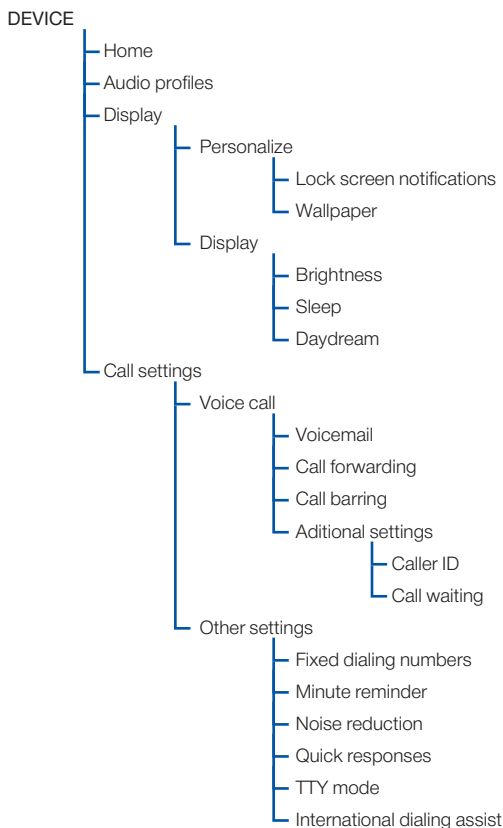 DEVICE
Home
Audio profiles
Display
Personalize
Lock screen notifications
Wallpaper
Display
Brightness
Sleep
Daydream
Call settings
Voice call
Voicemail
Call forwarding
Call barring
Aditional settings
Caller ID
Call waiting
Other settings
Fixed dialing numbers
Minute reminder
Noise reduction
Quick responses
TTY mode
International dialing assist